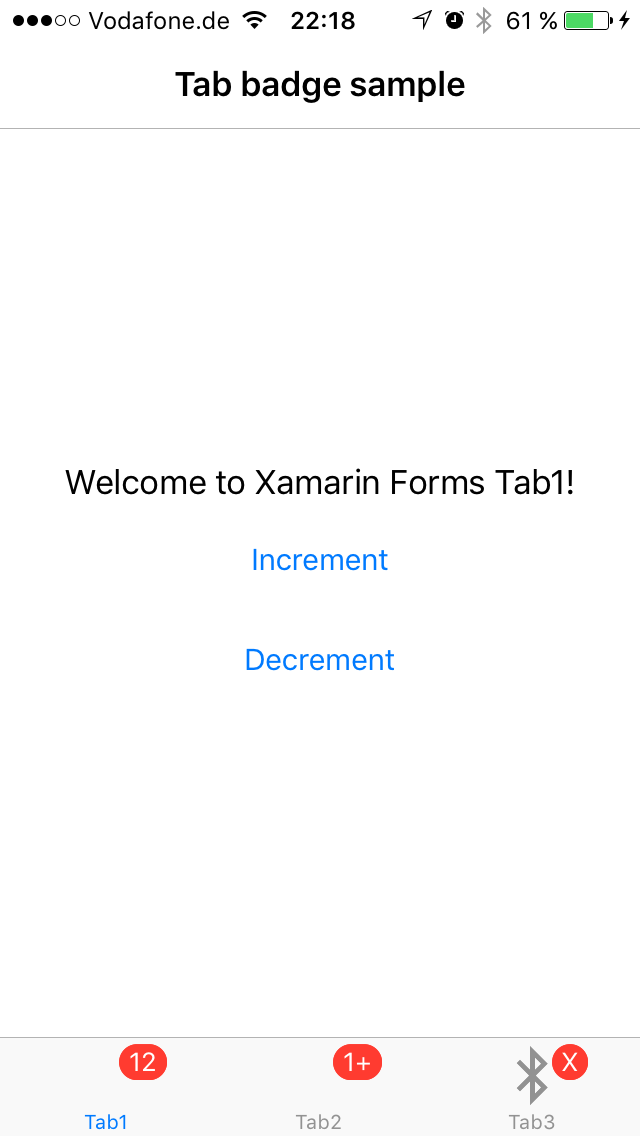 Vodafone.de 22:18 61 %
Tab badge sample
Welcome to Xamarin Forms Tab1!
Increment
Decrement
12 1+ X
Tab1 Tab2 Tab3